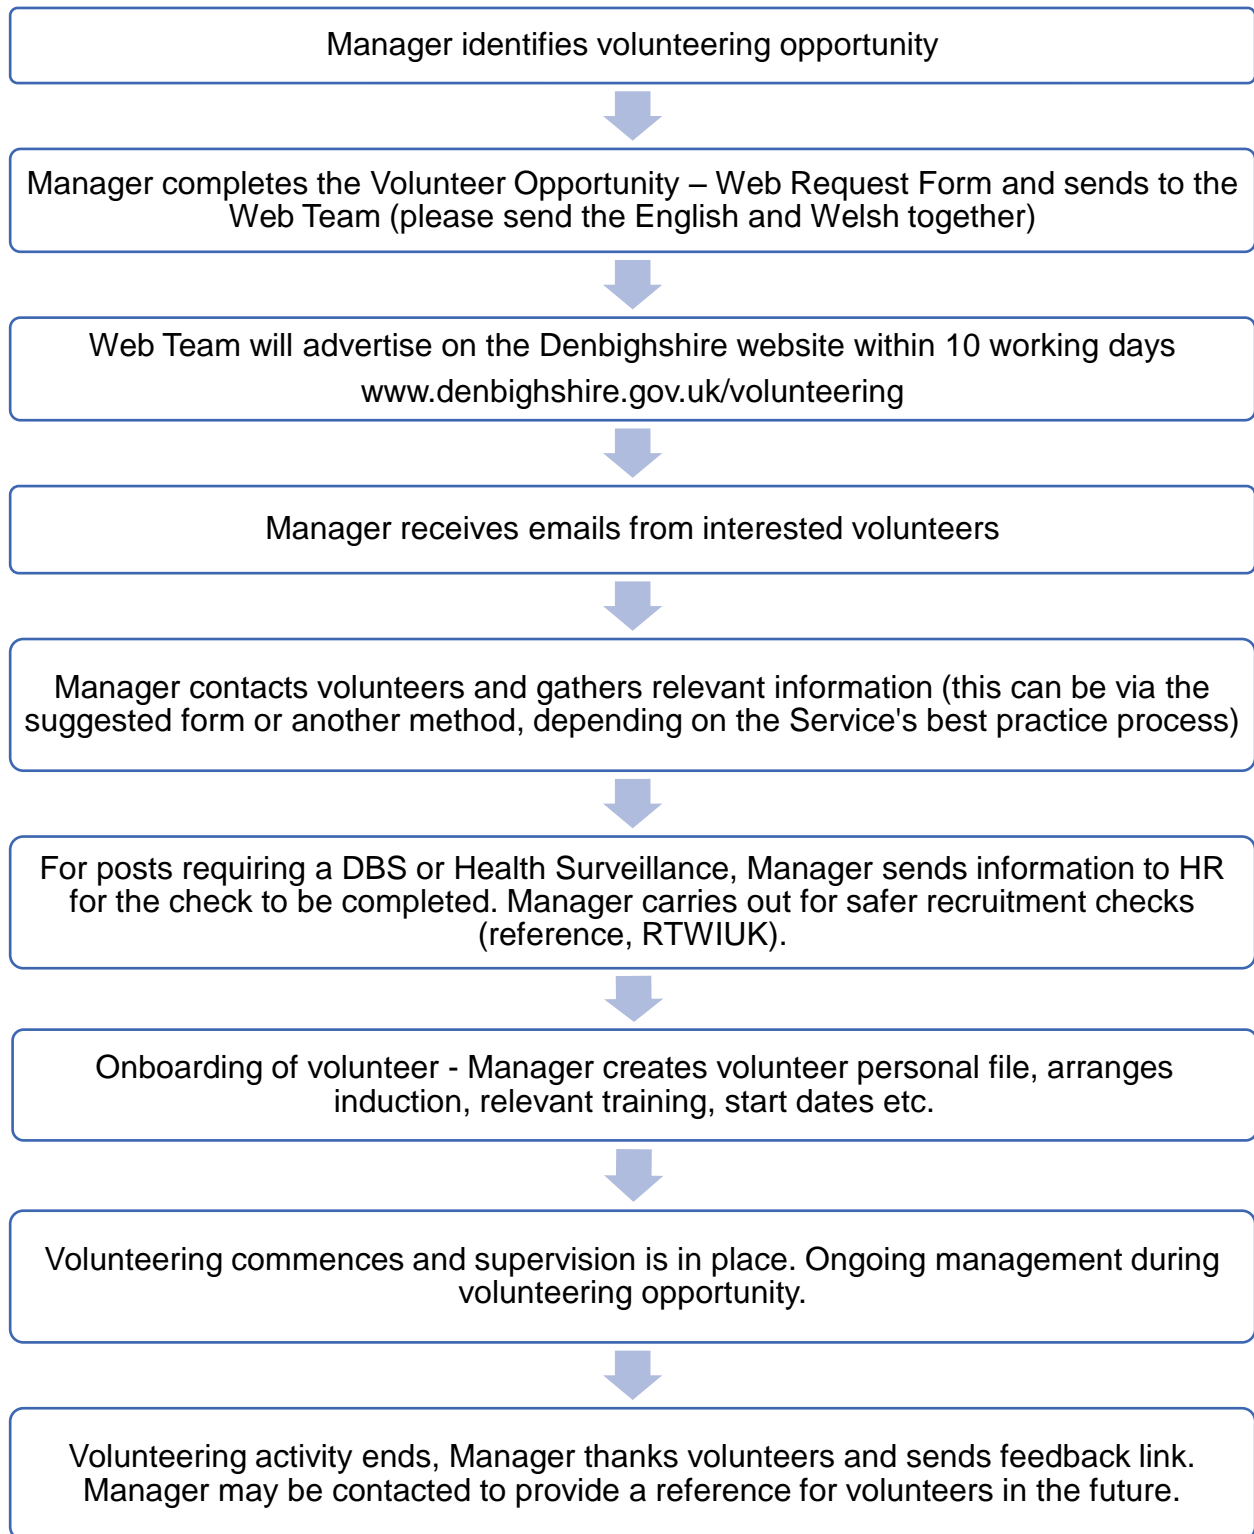 Manager identifies volunteering opportunity
Manager completes the Volunteer Opportunity – Web Request Form and sends to the
Web Team (please send the English and Welsh together)
Web Team will advertise on the Denbighshire website within 10 working days
www.denbighshire.gov.uk/volunteering
Manager receives emails from interested volunteers
Manager contacts volunteers and gathers relevant information (this can be via the
suggested form or another method, depending on the Service's best practice process)
For posts requiring a DBS or Health Surveillance, Manager sends information to HR
for the check to be completed. Manager carries out for safer recruitment checks
(reference, RTWIUK).
Onboarding of volunteer - Manager creates volunteer personal file, arranges
induction, relevant training, start dates etc.
Volunteering commences and supervision is in place. Ongoing management during
volunteering opportunity.
Volunteering activity ends, Manager thanks volunteers and sends feedback link.
Manager may be contacted to provide a reference for volunteers in the future.